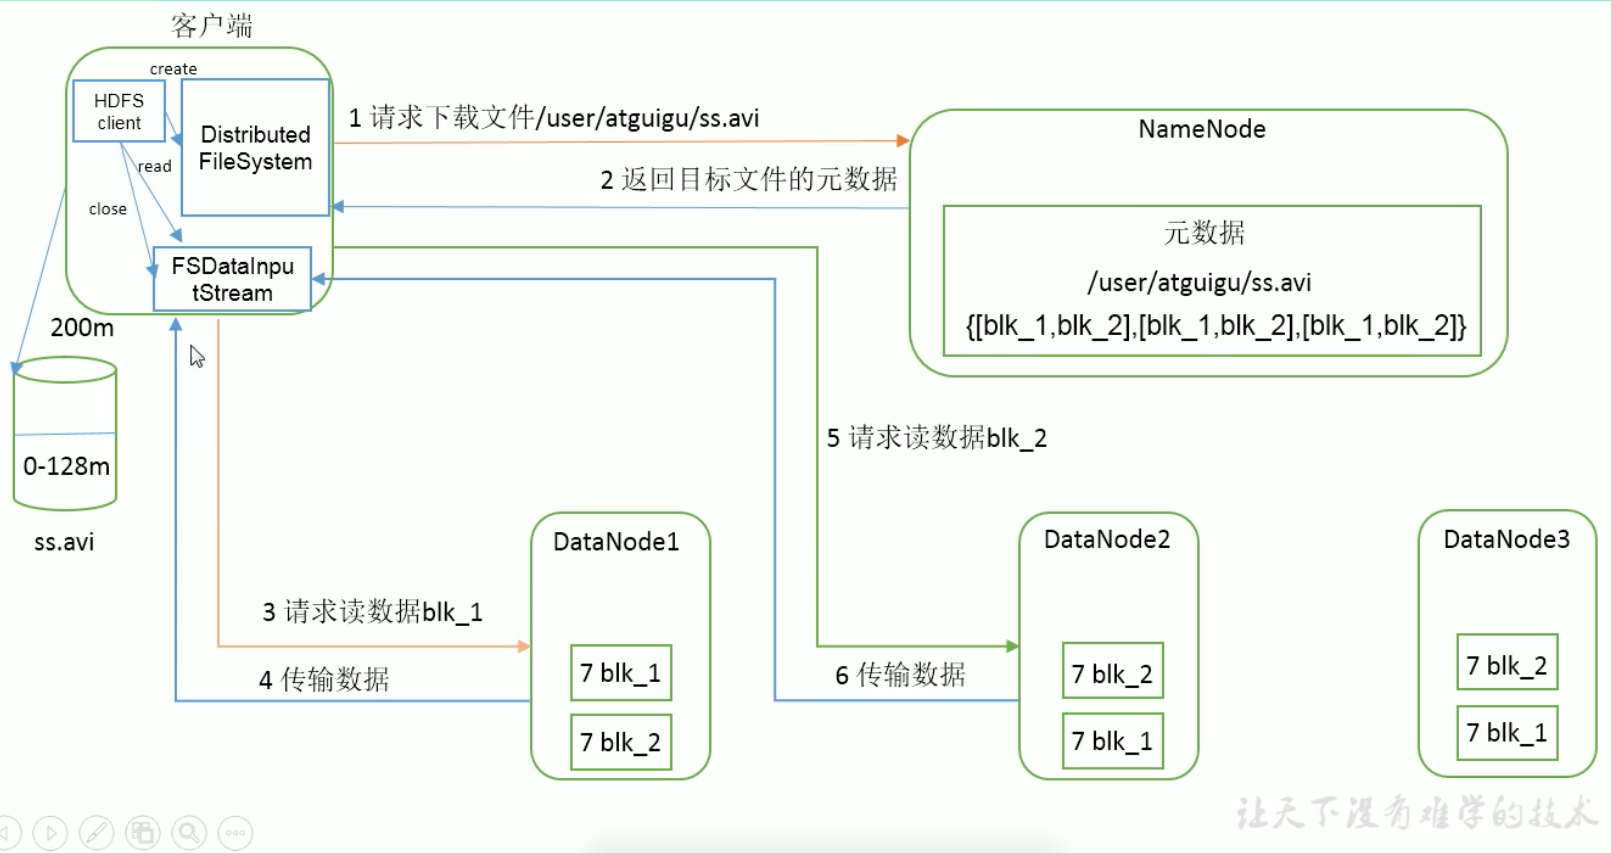 客户端
create
HDFS
client
Distributed
FileSystem
read
close
FSDataInpu
tStream
1 请求下载文件/user/atguigu/ss.avi
2 返回目标文件的元数据
NameNode
元数据
/user/atguigu/ss.avi
{[blk_1,blk_2],[blk_1,blk_2],[blk_1,blk_2]}
200m
0-128m
ss.avi
5 请求读数据blk_2
3 请求读数据blk_1
4 传输数据
6 传输数据
DataNode1
7 blk_1
7 blk_2
DataNode2
7 blk_2
7 blk_1
DataNode3
7 blk_2
7 blk_1
让天下没有难学的技术